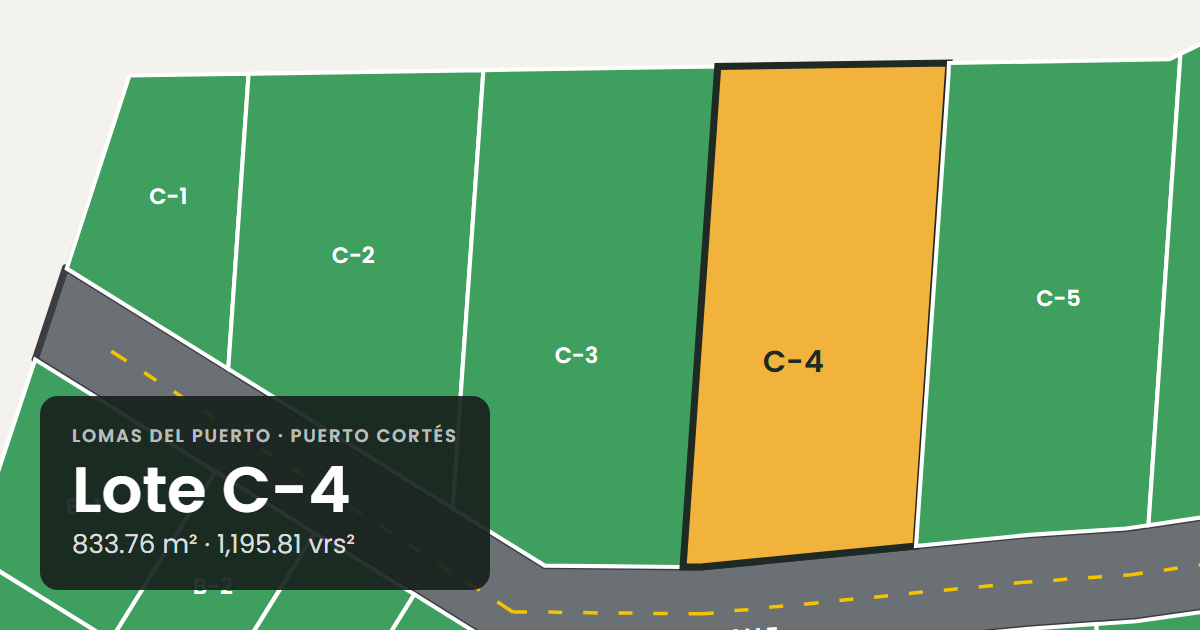 C-1
C-2
C-3
C-4
C-5
LOMAS DEL PUERTO · PUERTO CORTÉS
Lote C-4
833.76 m² · 1,195.81 vrs²
B-2